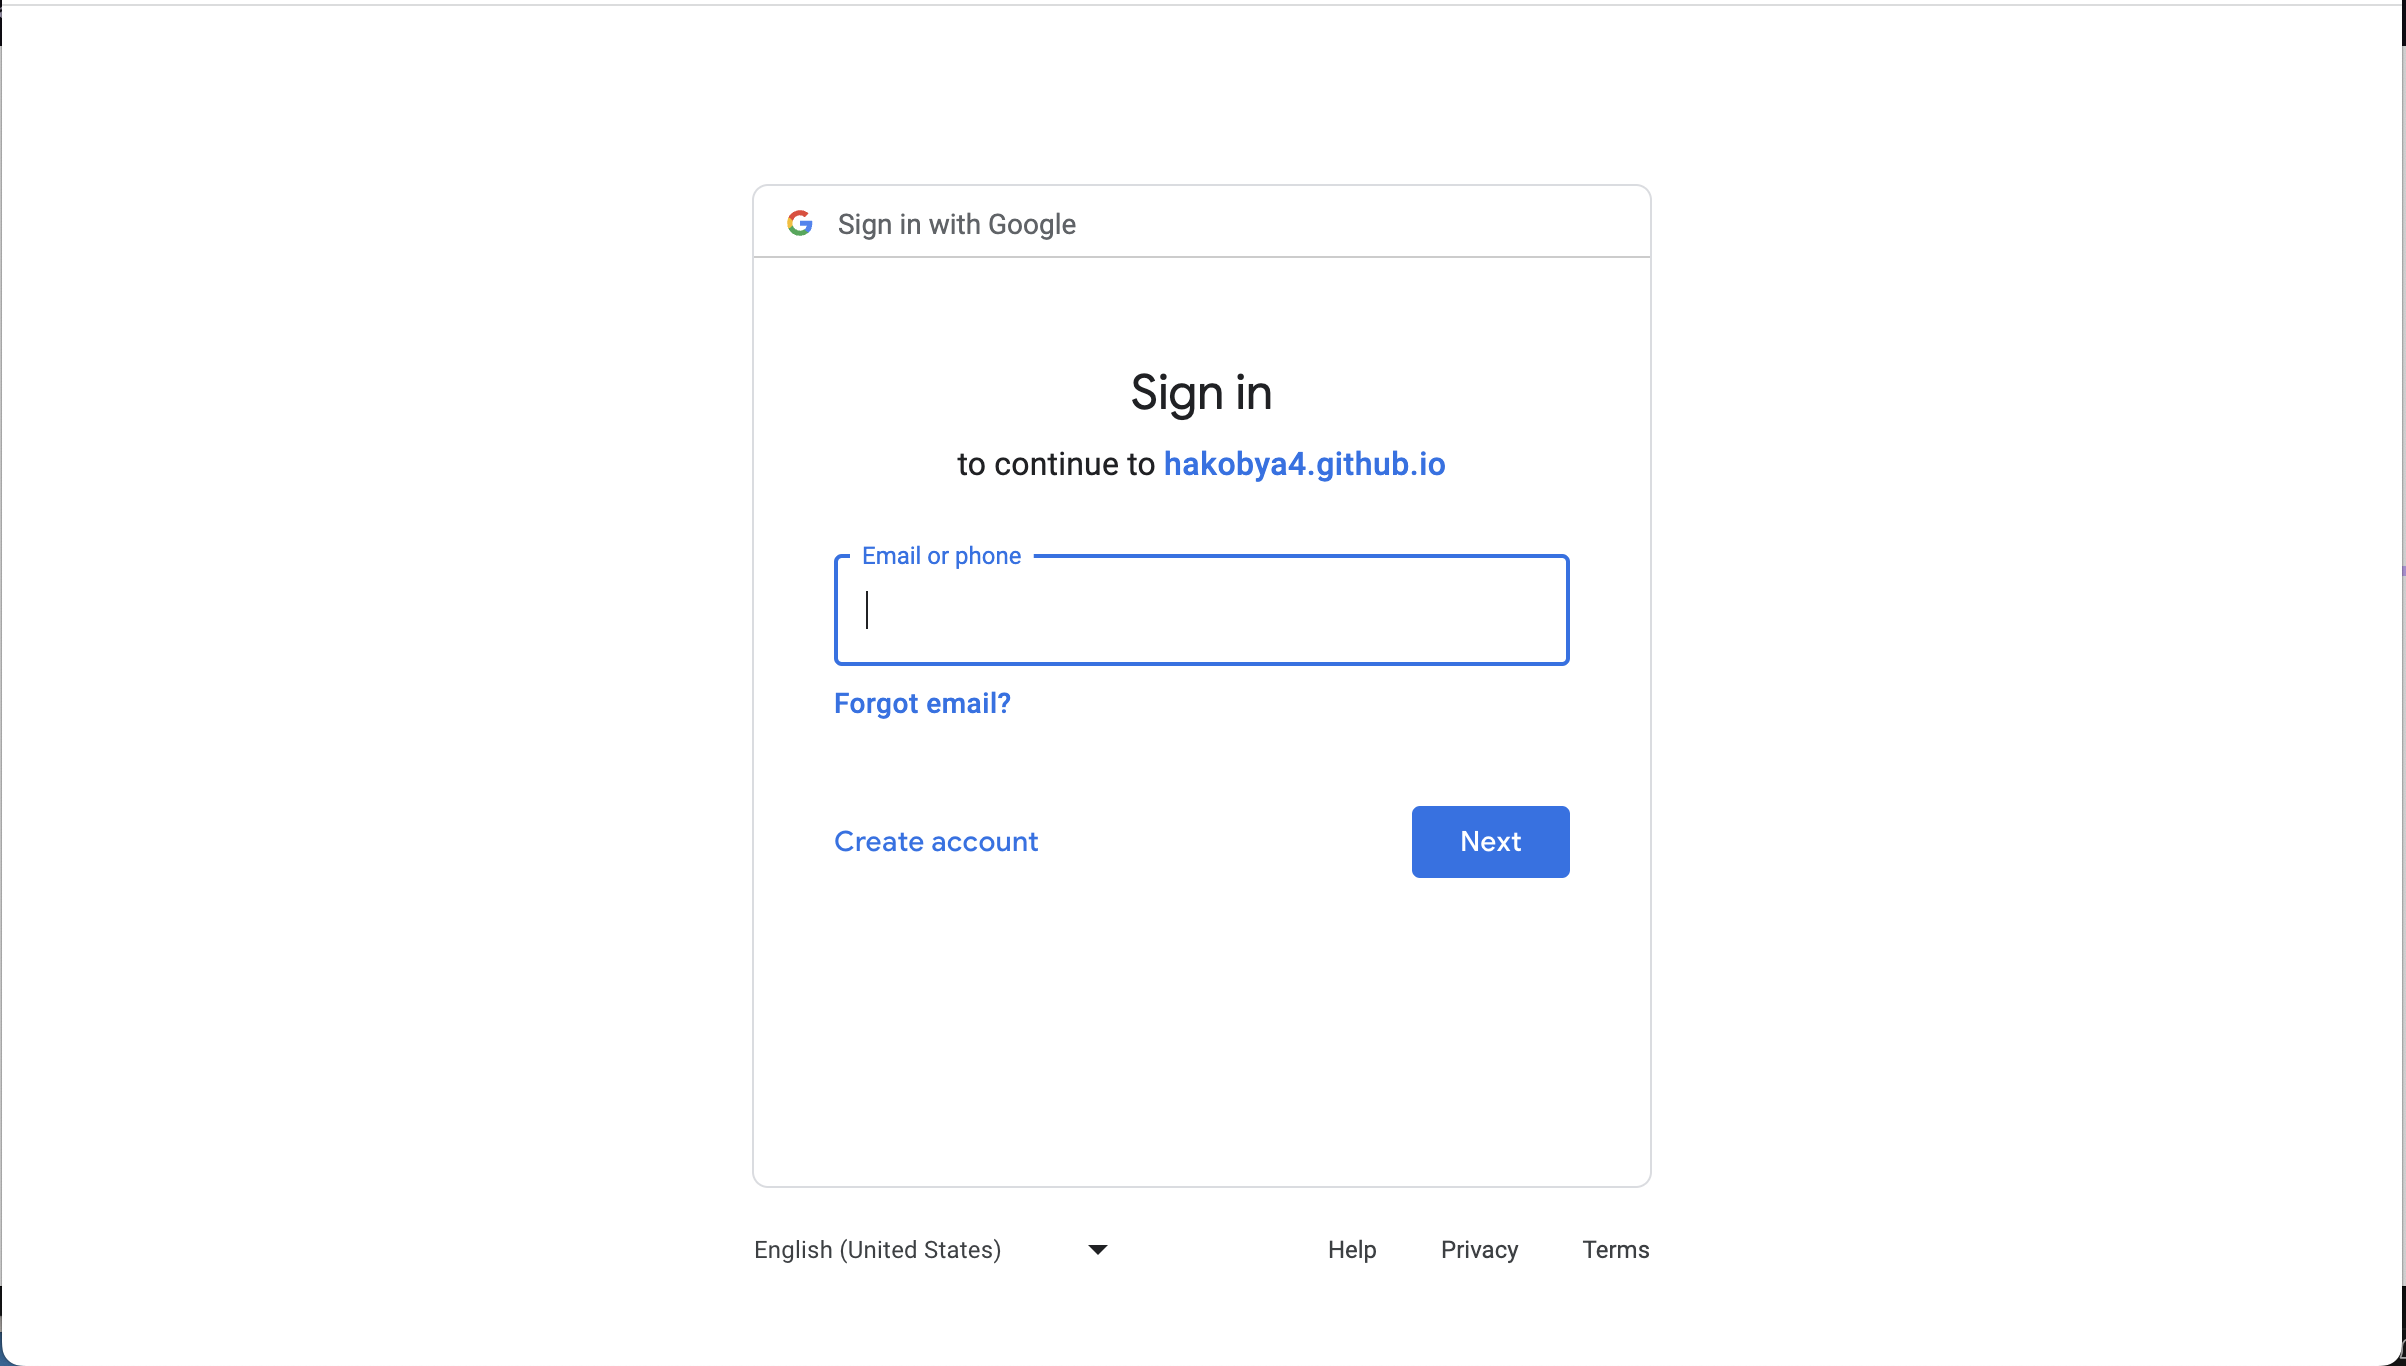 Sign in with Google
Sign in
to continue to hakobya4.github.io
Email or phone
Forgot email?
Create account
Next
English (United States)
Help
Privacy
Terms